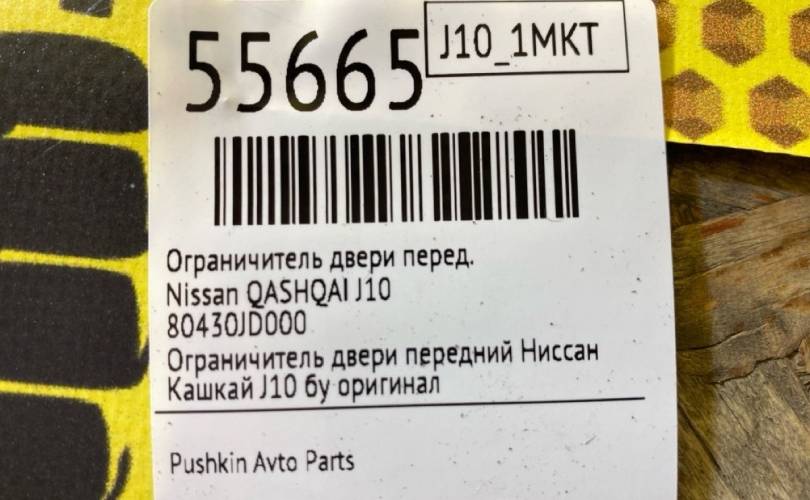 55665
J10_1MKT
Ограничитель двери перед.
Nissan QASHQAI J10
80430JD000
Ограничитель двери передний Ниссан
Кашкай J10 бу оригинал
Pushkin Avto Parts